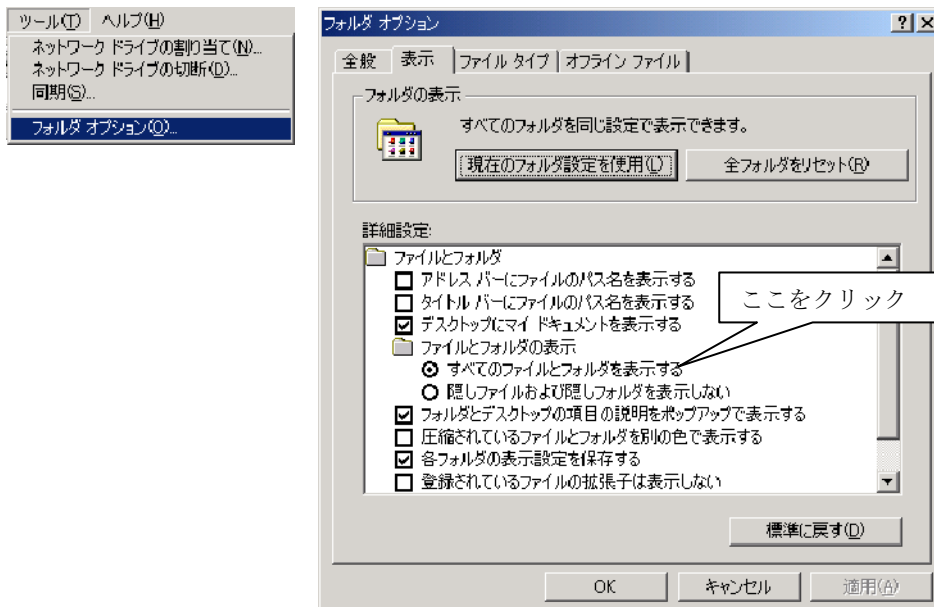 ツール(T) ヘルプ(H)
ネットワーク ドライブの割り当て(N)...
ネットワーク ドライブの切断(D)...
同期(S)...
フォルダ オプション(O)...
フォルダ オプション
全般 表示 ファイル タイプ オフライン ファイル
フォルダの表示
すべてのフォルダを同じ設定で表示できます。
現在のフォルダ設定を使用(L) 全フォルダをリセット(R)
詳細設定:
ファイルとフォルダ
アドレス バーにファイルのパス名を表示する
タイトル バーにファイルのパス名を表示する
デスクトップにマイ ドキュメントを表示する
ファイルとフォルダの表示
すべてのファイルとフォルダを表示する
隠しファイルおよび隠しフォルダを表示しない
フォルダとデスクトップの項目の説明をポップアップで表示する
圧縮されているファイルとフォルダを別の色で表示する
各フォルダの表示設定を保存する
登録されているファイルの拡張子は表示しない
ここをクリック
標準に戻す(D)
OK キャンセル 適用(A)